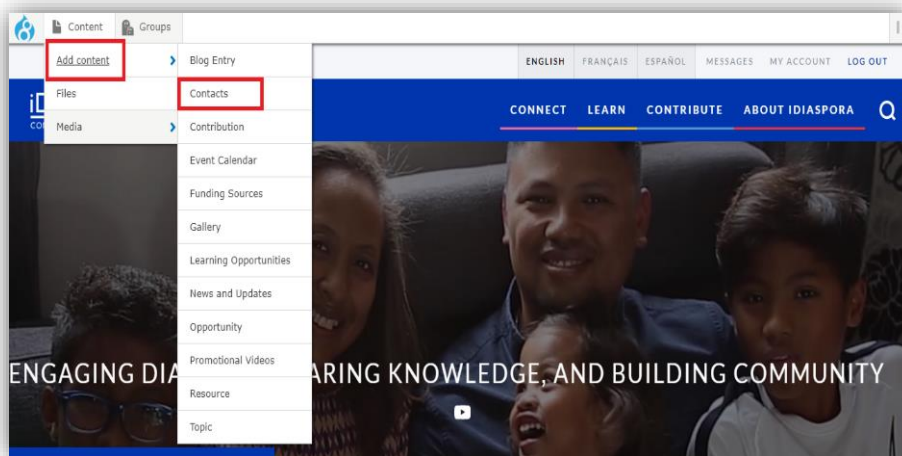 Content Groups
Add content
Files
Media
Blog Entry
Contacts
Contribution
Event Calendar
Funding Sources
Gallery
Learning Opportunities
News and Updates
Opportunity
Promotional Videos
Resource
Topic
ENGLISH FRANÇAIS ESPAÑOL MESSAGES MY ACCOUNT LOG OUT
CONNECT LEARN CONTRIBUTE ABOUT IDIASPORA
ENGAGING DIA ARING KNOWLEDGE, AND BUILDING COMMUNITY